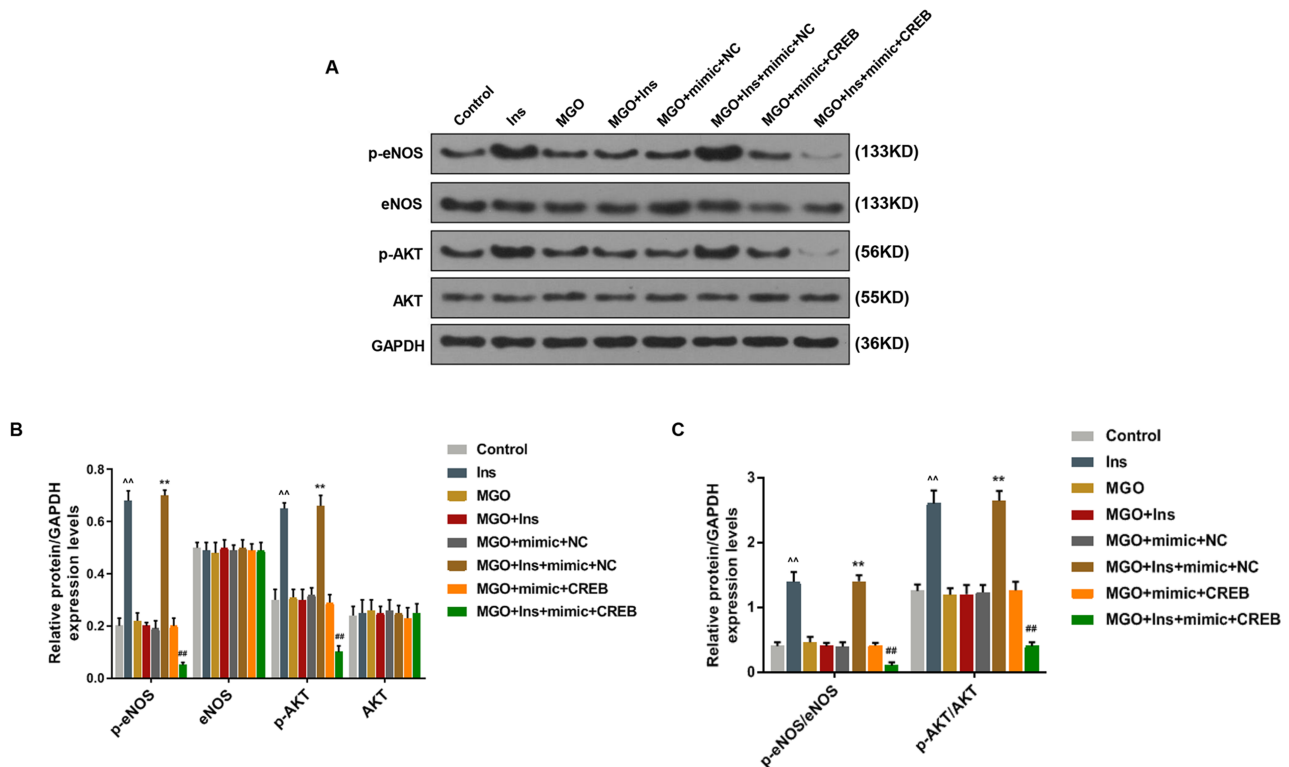 A
Control
Ins
MGO
MGO+Ins
MGO+mimic+NC
MGO+Ins+mimic+NC
MGO+mimic+CREB
MGO+Ins+mimic+CREB
p-eNOS (133KD)
eNOS (133KD)
p-AKT (56KD)
AKT (55KD)
GAPDH (36KD)
B
Relative protein/GAPDH
expression levels
0.8
0.6
0.4
0.2
0.0
^^
**
##
^^
**
##
p-eNOS
eNOS
p-AKT
AKT
Control
Ins
MGO
MGO+Ins
MGO+mimic+NC
MGO+Ins+mimic+NC
MGO+mimic+CREB
MGO+Ins+mimic+CREB
C
Relative protein/GAPDH
expression levels
3
2
1
0
^^
**
##
^^
**
##
p-eNOS/eNOS
p-AKT/AKT
Control
Ins
MGO
MGO+Ins
MGO+mimic+NC
MGO+Ins+mimic+NC
MGO+mimic+CREB
MGO+Ins+mimic+CREB